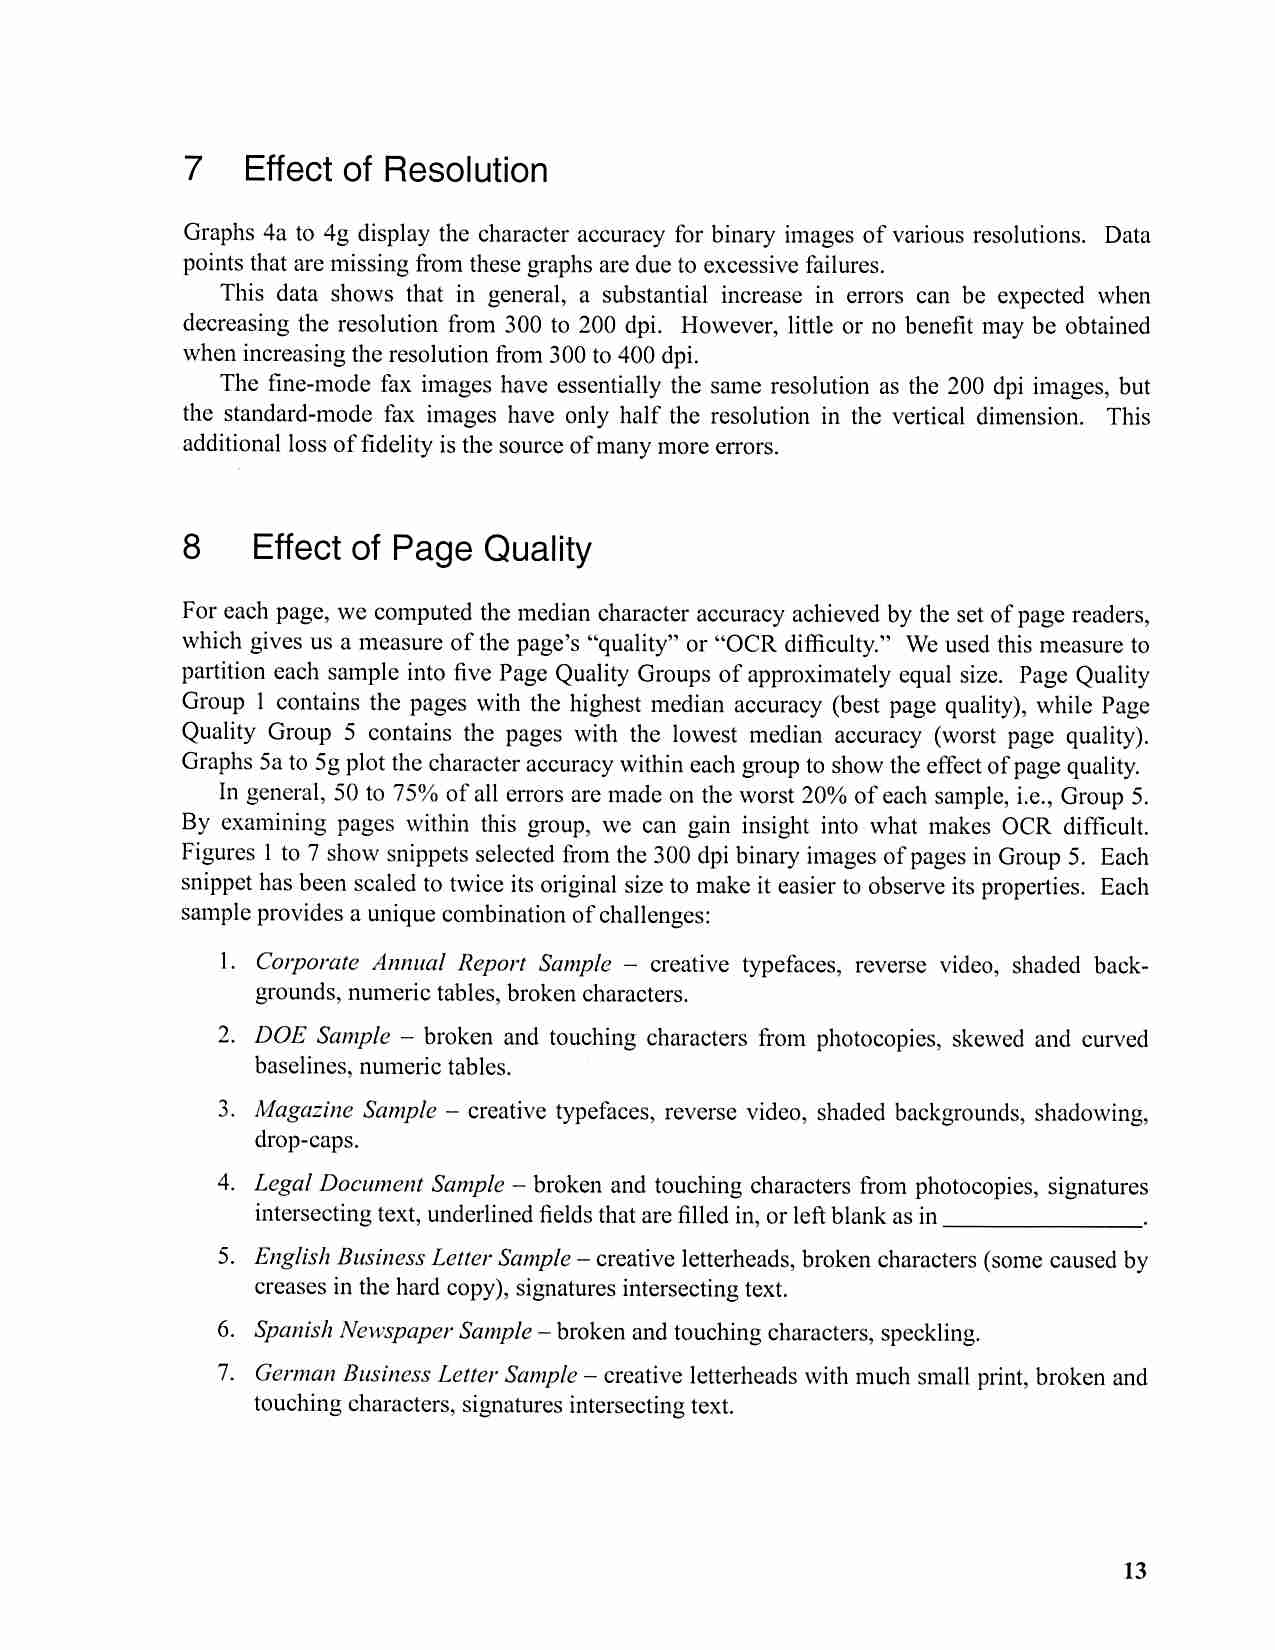 7 Effect of Resolution
Graphs 4a to 4g display the character accuracy for binary images of various resolutions. Data
points that are missing from these graphs are due to excessive failures.
This data shows that in general, a substantial increase in errors can be expected when
decreasing the resolution from 300 to 200 dpi. However, little or no benefit may be obtained
when increasing the resolution from 300 to 400 dpi.
The fine-mode fax images have essentially the same resolution as the 200 dpi images, but
the standard-mode fax images have only half the resolution in the vertical dimension. This
additional loss of fidelity is the source of many more errors.
8 Effect of Page Quality
For each page, we computed the median character accuracy achieved by the set of page readers,
which gives us a measure of the page's “quality” or “OCR difficulty.” We used this measure to
partition each sample into five Page Quality Groups of approximately equal size. Page Quality
Group 1 contains the pages with the highest median accuracy (best page quality), while Page
Quality Group 5 contains the pages with the lowest median accuracy (worst page quality).
Graphs 5a to 5g plot the character accuracy within each group to show the effect of page quality.
In general, 50 to 75% of all errors are made on the worst 20% of each sample, i.e., Group 5.
By examining pages within this group, we can gain insight into what makes OCR difficult.
Figures 1 to 7 show snippets selected from the 300 dpi binary images of pages in Group 5. Each
snippet has been scaled to twice its original size to make it easier to observe its properties. Each
sample provides a unique combination of challenges:
1. Corporate Annual Report Sample – creative typefaces, reverse video, shaded back-
grounds, numeric tables, broken characters.
2. DOE Sample – broken and touching characters from photocopies, skewed and curved
baselines, numeric tables.
3. Magazine Sample – creative typefaces, reverse video, shaded backgrounds, shadowing,
drop-caps.
4. Legal Document Sample – broken and touching characters from photocopies, signatures
intersecting text, underlined fields that are filled in, or left blank as in ________________.
5. English Business Letter Sample – creative letterheads, broken characters (some caused by
creases in the hard copy), signatures intersecting text.
6. Spanish Newspaper Sample – broken and touching characters, speckling.
7. German Business Letter Sample – creative letterheads with much small print, broken and
touching characters, signatures intersecting text.
13